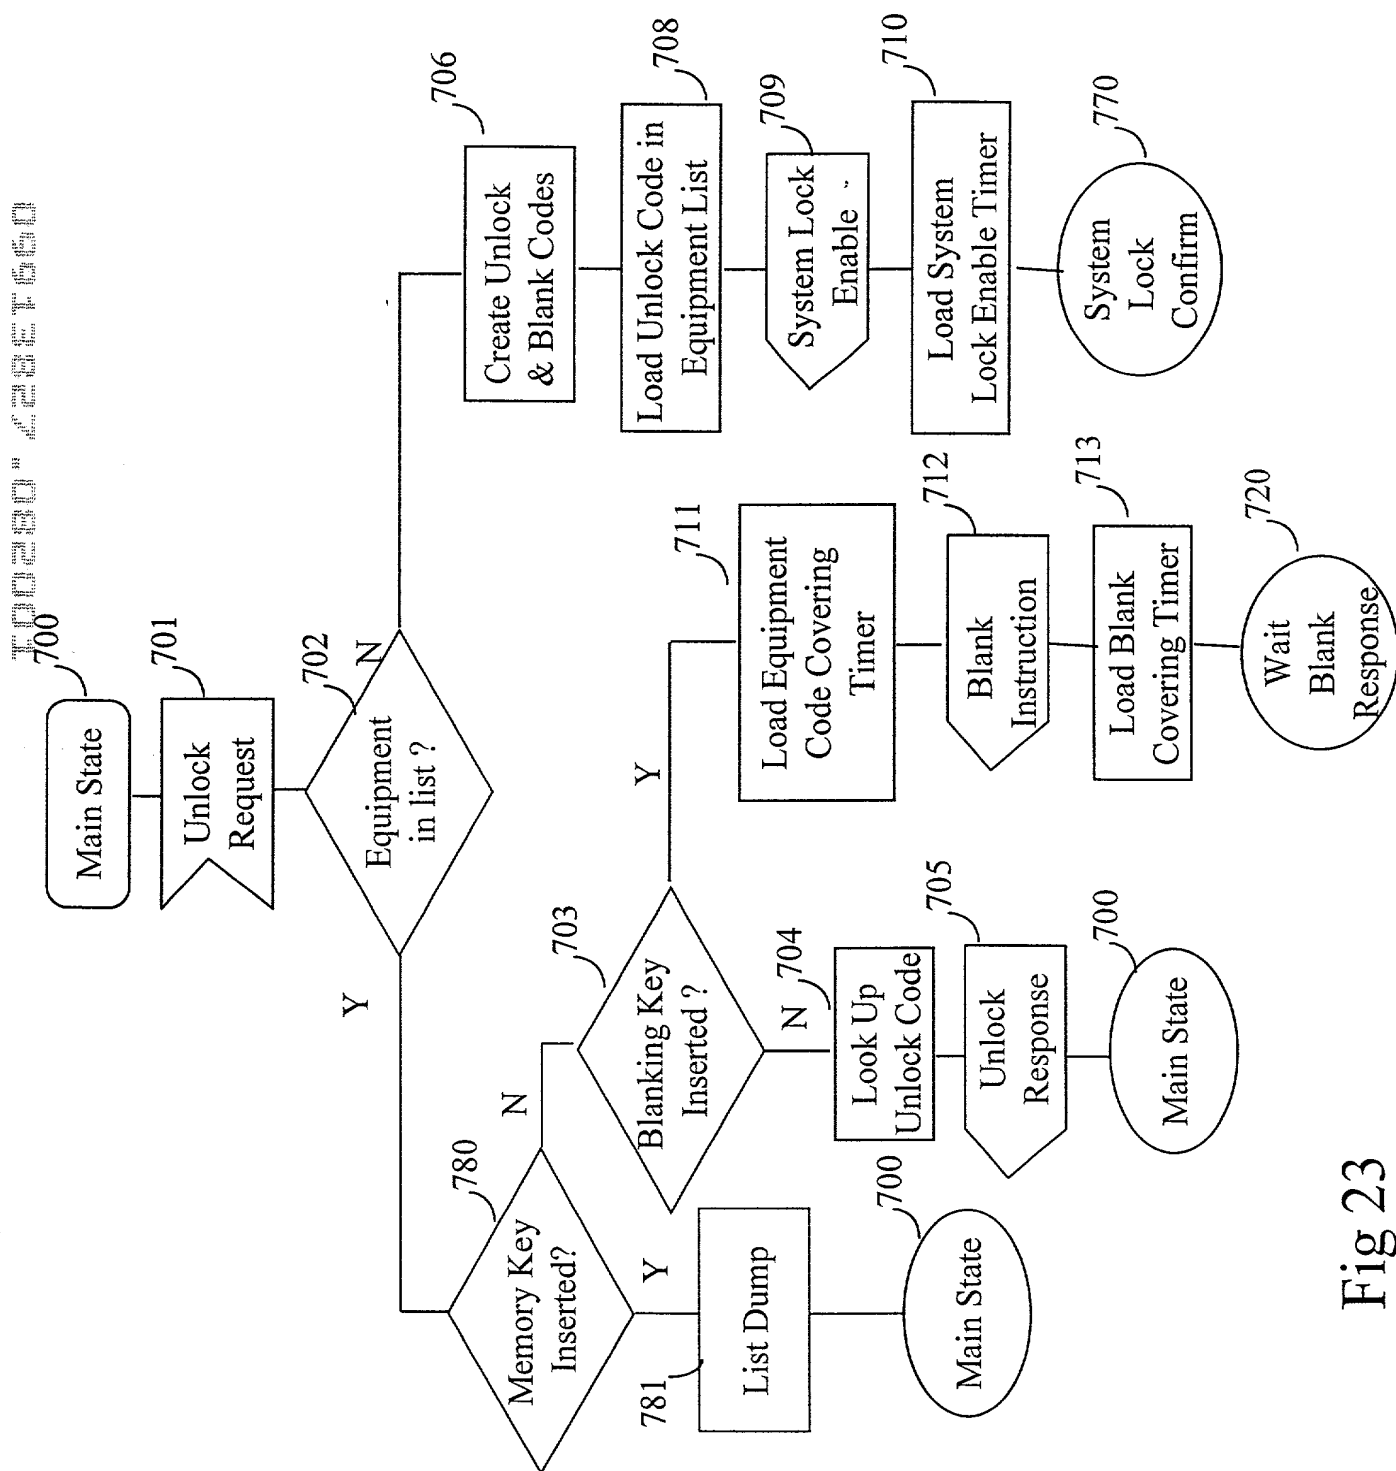 700
Main State
701
Unlock
Request
702
Equipment
in list ?
Y
N
706
Create Unlock
& Blank Codes
708
Load Unlock Code in
Equipment List
709
System Lock
Enable
710
Load System
Lock Enable Timer
770
System
Lock
Confirm
780
Memory Key
Inserted?
N
Y
781
List Dump
700
Main State
703
Blanking Key
Inserted ?
Y
N
704
Look Up
Unlock Code
705
Unlock
Response
700
Main State
711
Load Equipment
Code Covering
Timer
712
Blank
Instruction
713
Load Blank
Covering Timer
720
Wait
Blank
Response
Fig 23